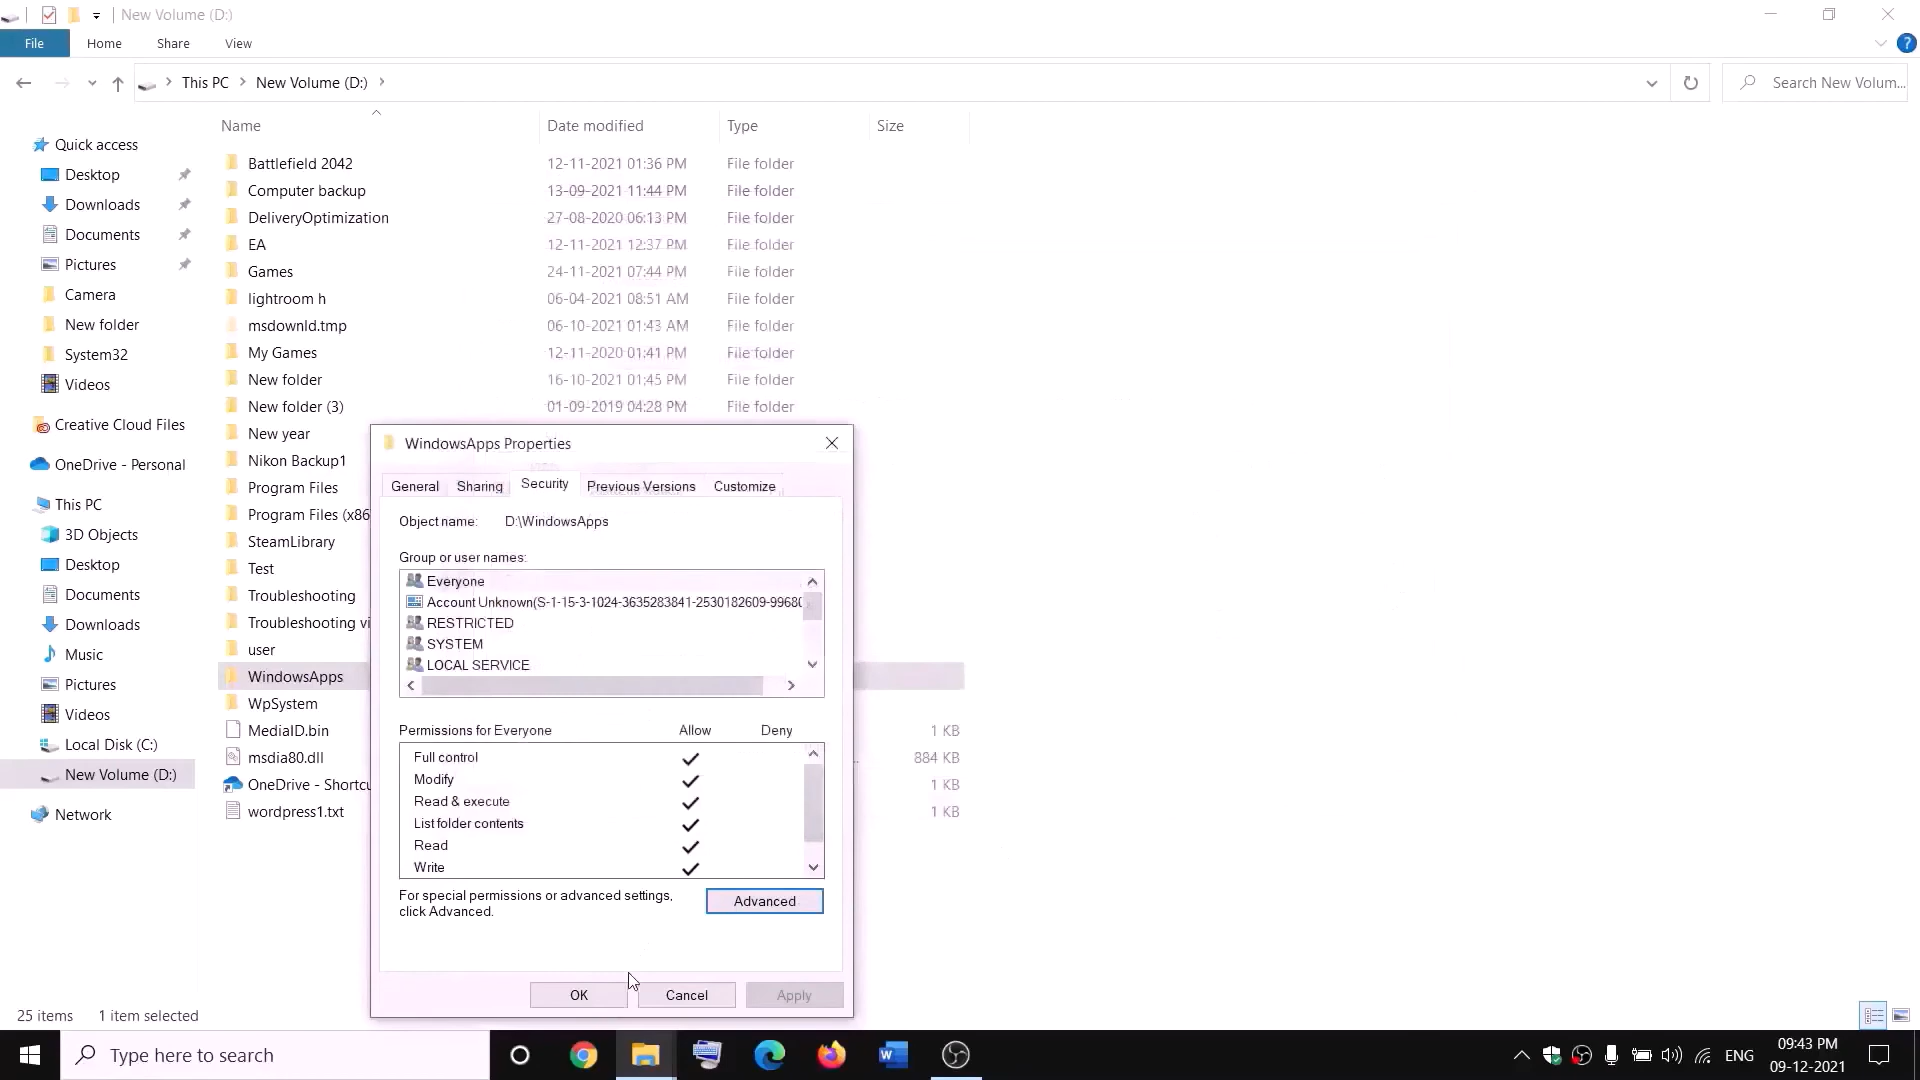 New Volume (D:)
File
Home
Share
View
This PC
New Volume (D:)
Search New Volum...
Name
Date modified
Type
Size
Quick access
Desktop
Downloads
Documents
Pictures
Camera
New folder
System32
Videos
Creative Cloud Files
OneDrive - Personal
This PC
3D Objects
Desktop
Documents
Downloads
Music
Pictures
Videos
Local Disk (C:)
New Volume (D:)
Network
Battlefield 2042 12-11-2021 01:36 PM File folder
Computer backup 13-09-2021 11:44 PM File folder
DeliveryOptimization 27-08-2020 06:13 PM File folder
EA 12-11-2021 12:37 PM File folder
Games 24-11-2021 07:44 PM File folder
lightroom h 06-04-2021 08:51 AM File folder
msdownld.tmp 06-10-2021 01:43 AM File folder
My Games 12-11-2020 01:41 PM File folder
New folder 16-10-2021 01:45 PM File folder
New folder (3) 01-09-2019 04:28 PM File folder
New year
Nikon Backup1
Program Files
Program Files (x86
SteamLibrary
Test
Troubleshooting
Troubleshooting vi
user
WindowsApps
WpSystem
MediaID.bin 1 KB
msdia80.dll .. 884 KB
OneDrive - Shortcu 1 KB
wordpress1.txt 1 KB
WindowsApps Properties
General
Sharing
Security
Previous Versions
Customize
Object name: D:\WindowsApps
Group or user names:
Everyone
Account Unknown(S-1-15-3-1024-3635283841-2530182609-9968
RESTRICTED
SYSTEM
LOCAL SERVICE
Permissions for Everyone Allow Deny
Full control
Modify
Read & execute
List folder contents
Read
Write
For special permissions or advanced settings,
click Advanced.
Advanced
OK
Cancel
Apply
25 items 1 item selected
Type here to search
ENG
09:43 PM
09-12-2021